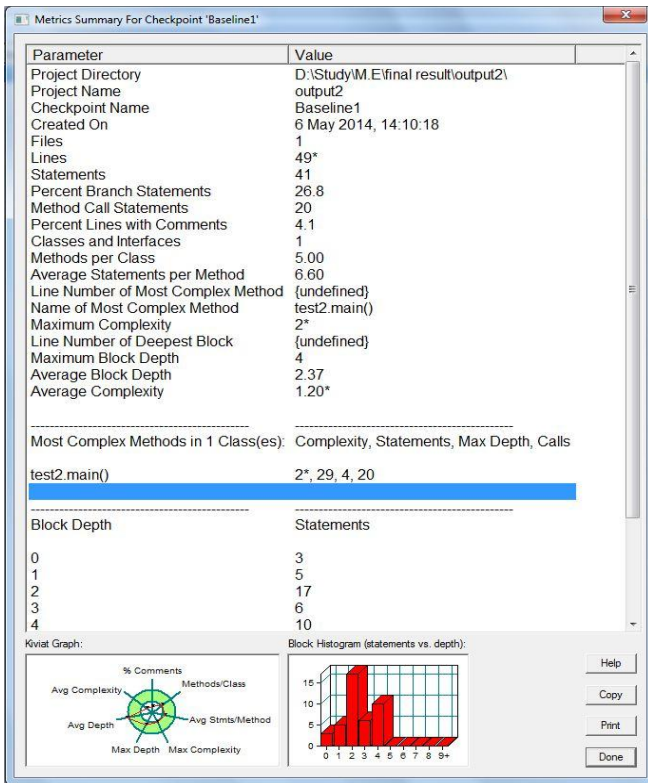 Metrics Summary For Checkpoint 'Baseline1'
Parameter Value
Project Directory D:\Study\M.E\final result\output2\
Project Name output2
Checkpoint Name Baseline1
Created On 6 May 2014, 14:10:18
Files 1
Lines 49*
Statements 41
Percent Branch Statements 26.8
Method Call Statements 20
Percent Lines with Comments 4.1
Classes and Interfaces 1
Methods per Class 5.00
Average Statements per Method 6.60
Line Number of Most Complex Method {undefined}
Name of Most Complex Method test2.main()
Maximum Complexity 2*
Line Number of Deepest Block {undefined}
Maximum Block Depth 4
Average Block Depth 2.37
Average Complexity 1.20*
Most Complex Methods in 1 Class(es): Complexity, Statements, Max Depth, Calls
test2.main() 2*, 29, 4, 20
Block Depth Statements
0 3
1 5
2 17
3 6
4 10
Kiviat Graph: Block Histogram (statements vs. depth):
% Comments
Methods/Class
Avg Complexity
Avg Stmts/Method
Avg Depth
Max Depth Max Complexity
15
10
5
0
0 1 2 3 4 5 6 7 8 9+
Help
Copy
Print
Done